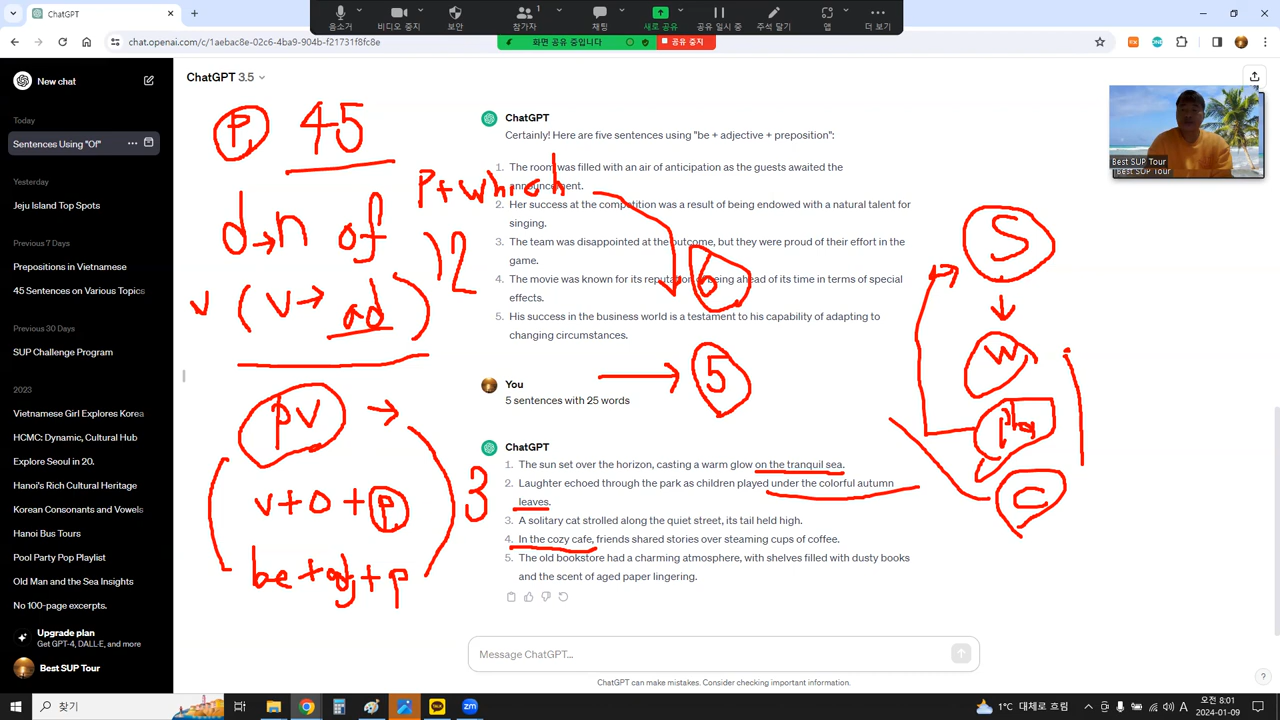 ChatGPT
음소거
비디오 중지
보안
참가자
1
채팅
새로 공유
공유 일시 중
주석 달기
앱
더 보기
chat.openai.com/c/1aebac8e-02c6-4ba9-904b-f21731f8fc8e
화면 공유 중입니다
공유 중지
New chat
Today
Sentences Using "Of"
Yesterday
Jeju Island Top Spots
Previous 7 Days
Prepositions in Vietnamese
45 Sentences on Various Topics
Previous 30 Days
SUP Challenge Program
2023
Vietnamese Girl Explores Korea
HCMC: Dynamic, Cultural Hub
Explore Seoul in 20.
Hanoi's Rich Cultural Heritage
Korean Consonants and Vowels
Hanoi Bus Tours
Pool Party Pop Playlist
Old Man and the Sea Insights
No 100-page excerpts.
Upgrade plan
Get GPT-4, DALL·E, and more
Best SUP Tour
ChatGPT 3.5
P 45
d→n of
v ( v → ad )
) 12
P+which
6
5
pv →
v+o+p
be+adj+p
3
S
↓
W
pha
C
ChatGPT
Certainly! Here are five sentences using "be + adjective + preposition":
1. The room was filled with an air of anticipation as the guests awaited the
announcement.
2. Her success at the competition was a result of being endowed with a natural talent for
singing.
3. The team was disappointed at the outcome, but they were proud of their effort in the
game.
4. The movie was known for its reputation of being ahead of its time in terms of special
effects.
5. His success in the business world is a testament to his capability of adapting to
changing circumstances.
You
5 sentences with 25 words
ChatGPT
1. The sun set over the horizon, casting a warm glow on the tranquil sea.
2. Laughter echoed through the park as children played under the colorful autumn
leaves.
3. A solitary cat strolled along the quiet street, its tail held high.
4. In the cozy cafe, friends shared stories over steaming cups of coffee.
5. The old bookstore had a charming atmosphere, with shelves filled with dusty books
and the scent of aged paper lingering.
Message ChatGPT…
ChatGPT can make mistakes. Consider checking important information.
Best SUP Tour
Best SUP Tour
찾기
1°C 대체로 흐림
A
오전 8:01
2024-01-09